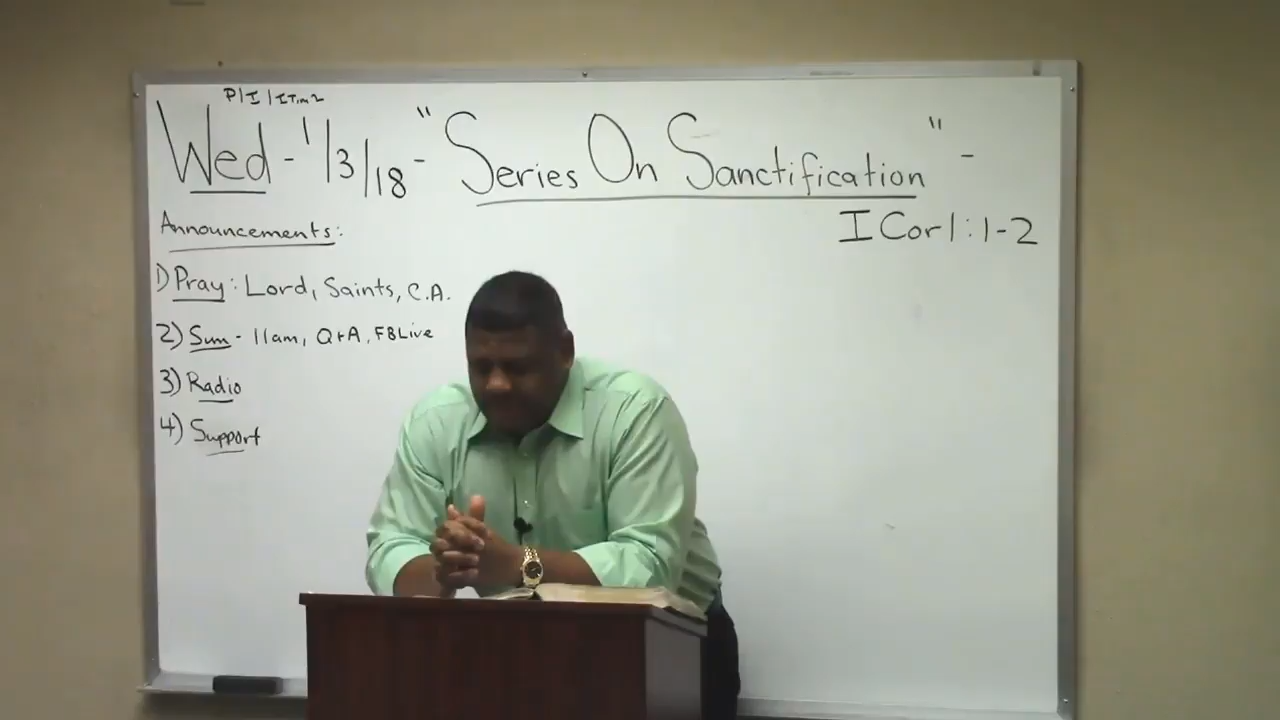 P/I/ITim2
Wed - 1/3/18 - "Series On Sanctification" -
I Cor 1:1-2
Announcements:
1) Pray: Lord, Saints, C.A.
2) Sun - 11am, Q+A, FBLive
3) Radio
4) Support